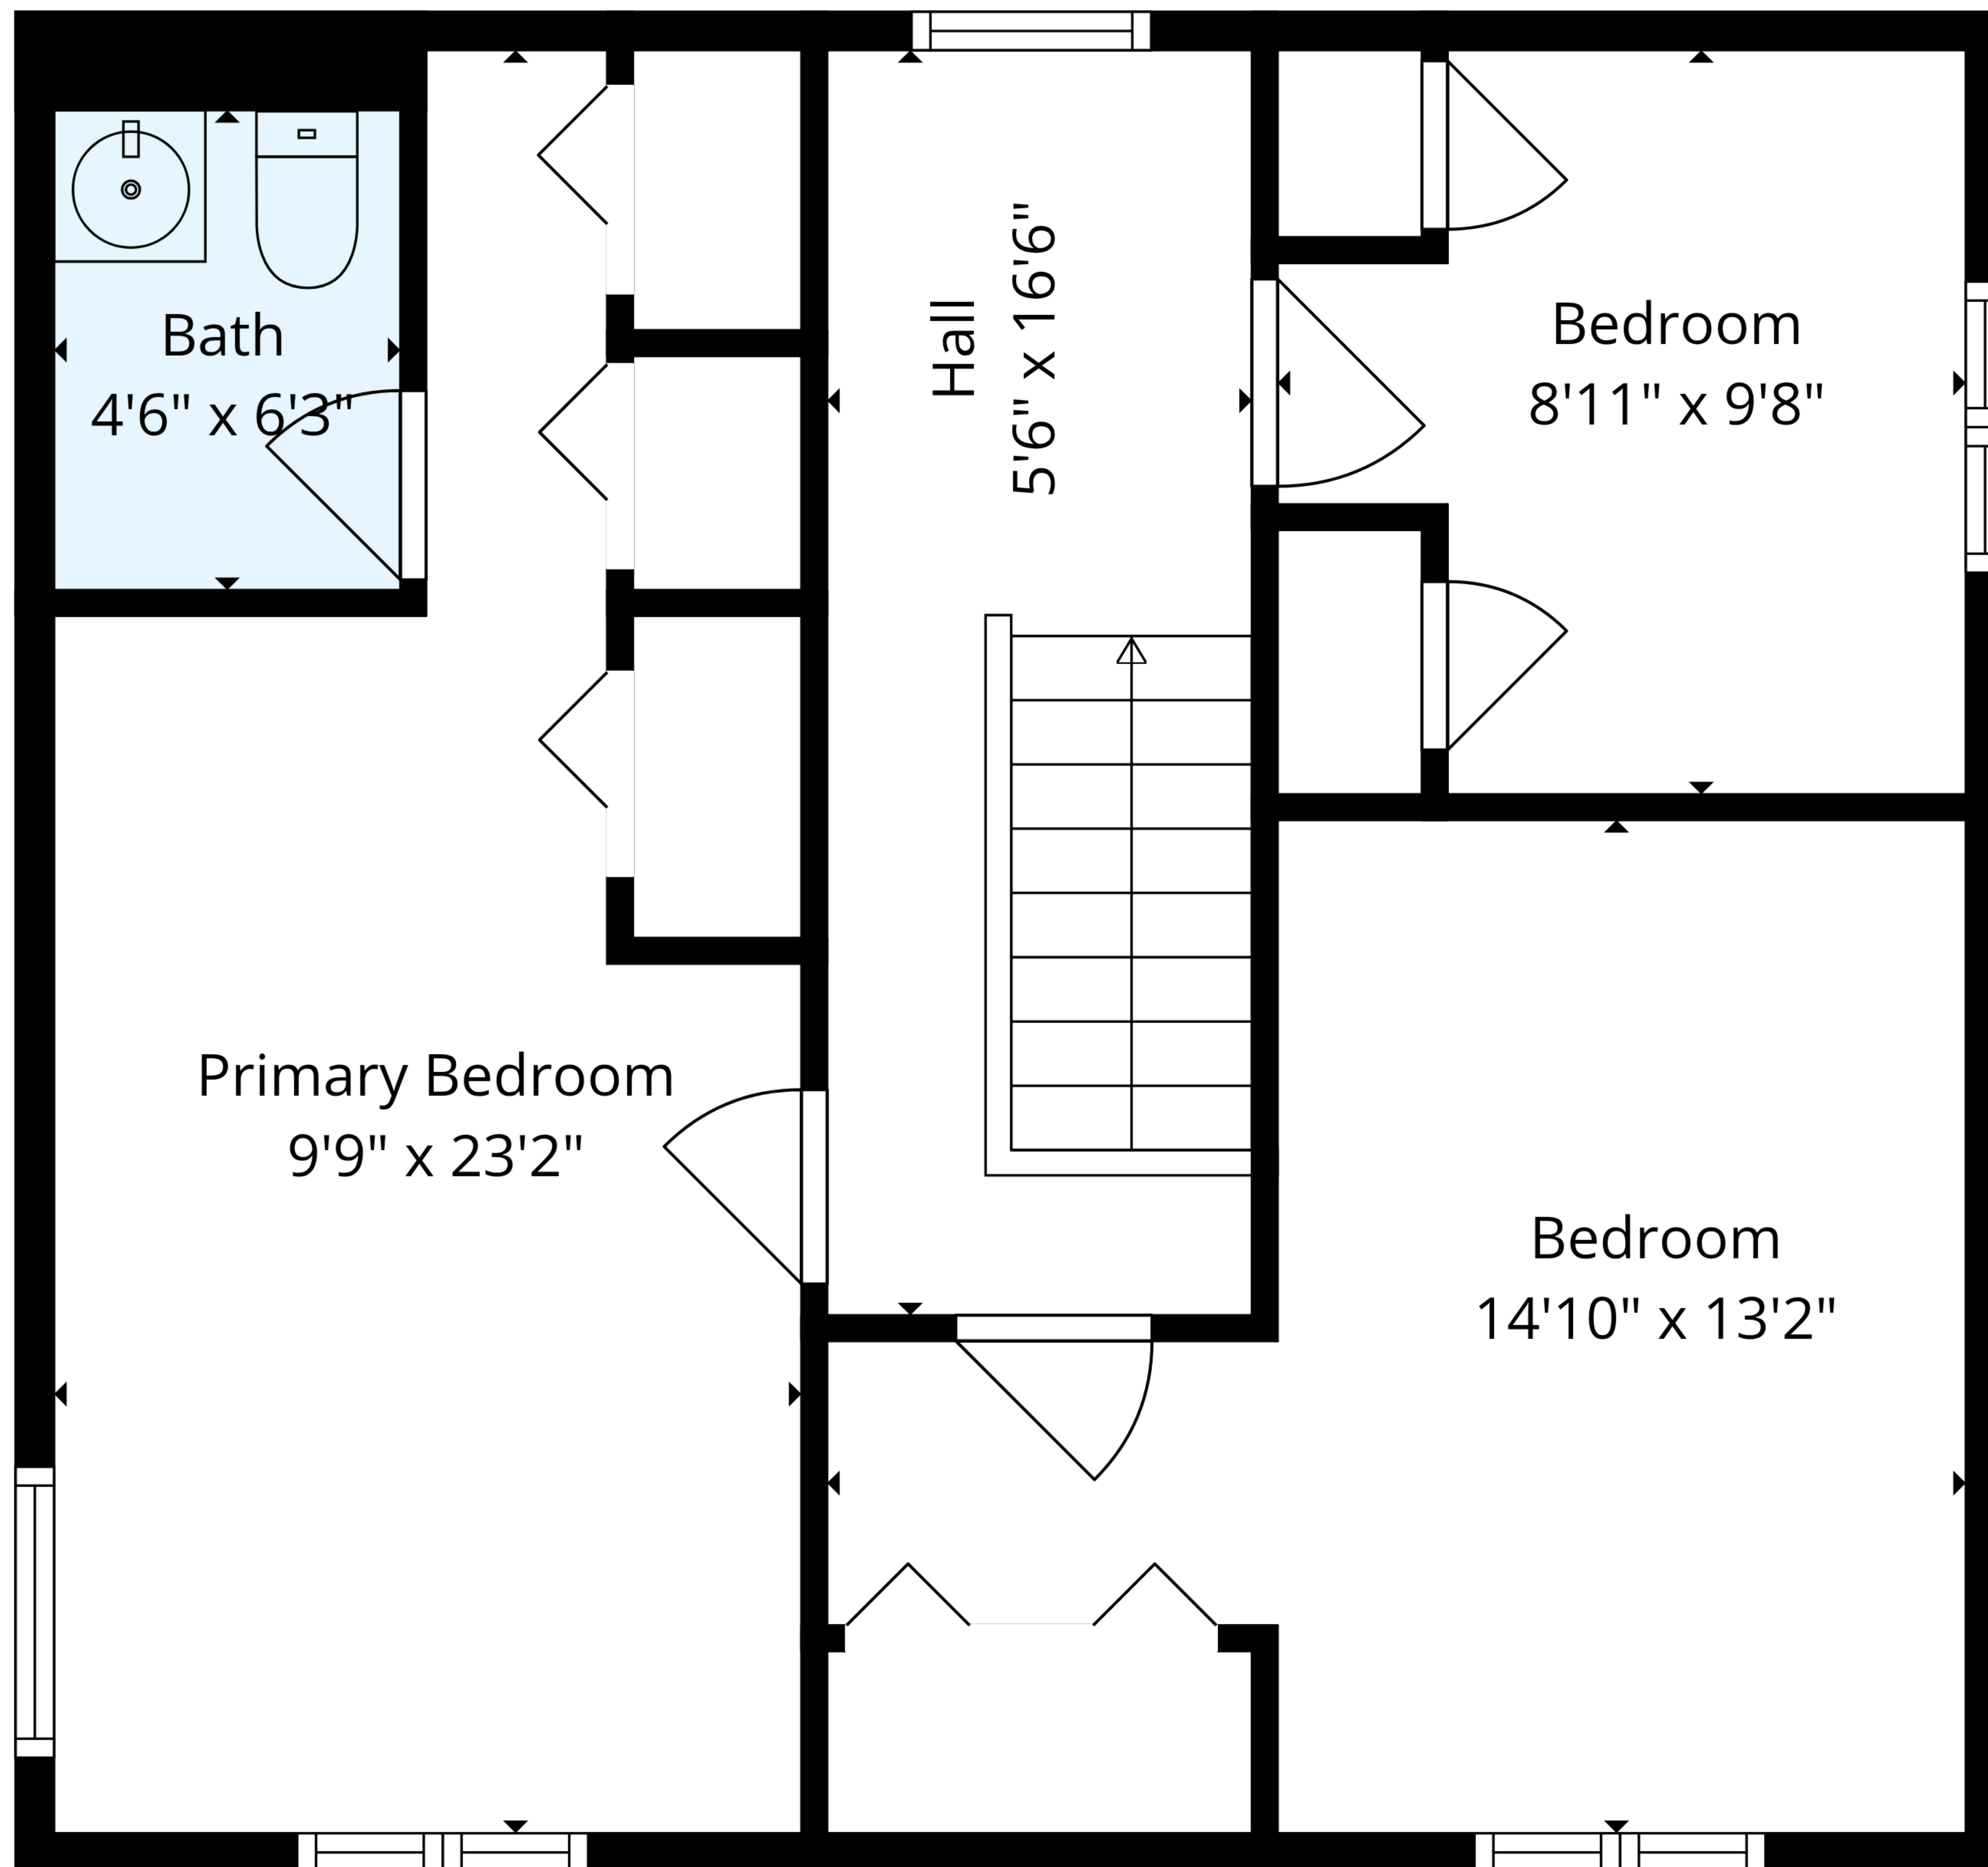 Bath
4'6" x 6'3"
Hall
5'6" x 16'6"
Bedroom
8'11" x 9'8"
Primary Bedroom
9'9" x 23'2"
Bedroom
14'10" x 13'2"